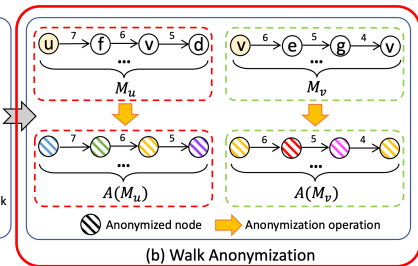 7 6 5
u f v d
...
M_u
6 5 4
v e g v
...
M_v
7 6 5
...
A(M_u)
6 5 4
...
A(M_v)
k
Anonymized node Anonymization operation
(b) Walk Anonymization